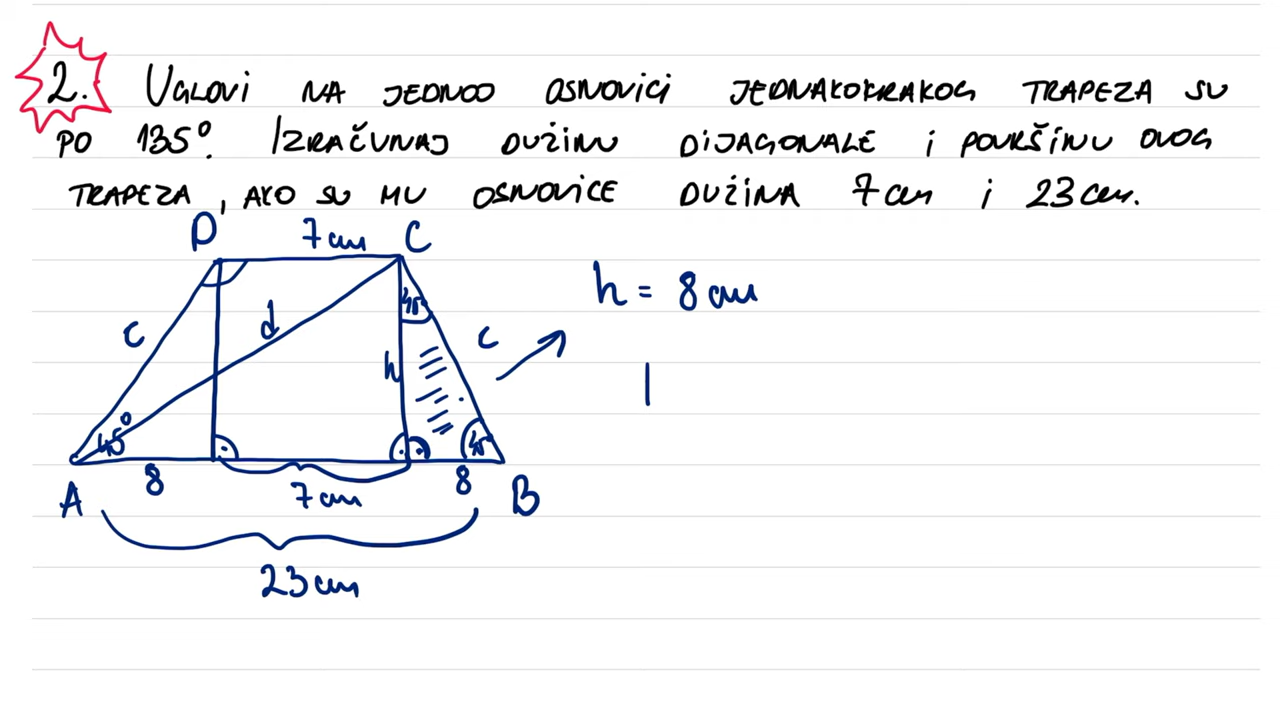 2. UGLOVI NA JEDNOJ OSNOVICI JEDNAKOKRAKOG TRAPEZA SU
PO 135°. IZRAČUNAJ DUŽINU DIJAGONALE I POVRŠINU OVOG
TRAPEZA, AKO SU MU OSNOVICE DUŽINA 7cm i 23cm.
D 7cm C
h = 8cm
45°
c d c
h
45° 45°
8 7cm 8
A B
23cm